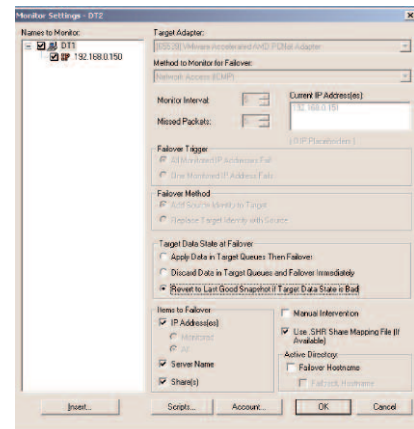 Monitor Settings - DT2
Names to Monitor:
DT1
192.168.0.150
Target Adapter:
VMware Accelerated AMD PCNet Adapter
Method to Monitor for Failover:
Network Access (ICMP)
Monitor Interval:
5
Missed Packets:
5
Current IP Address(es)
192.168.0.151
Failover Trigger
All Monitored IP Addresses Fail
One Monitored IP Address Fails
Failover Method
Add Source Identity to Target
Replace Target Identity with Source
Target Data State at Failover
Apply Data in Target Queues Then Failover
Discard Data in Target Queues and Failover Immediately
Revert to Last Good Snapshot if Target Data State is Bad
Items to Failover
IP Address(es)
Monitored
All
Server Name
Share(s)
Manual Intervention
Use .SHR Share Mapping File (If
Available)
Active Directory:
Failover Hostname
Failback Hostname
Insert...
Scripts...
Account...
OK
Cancel